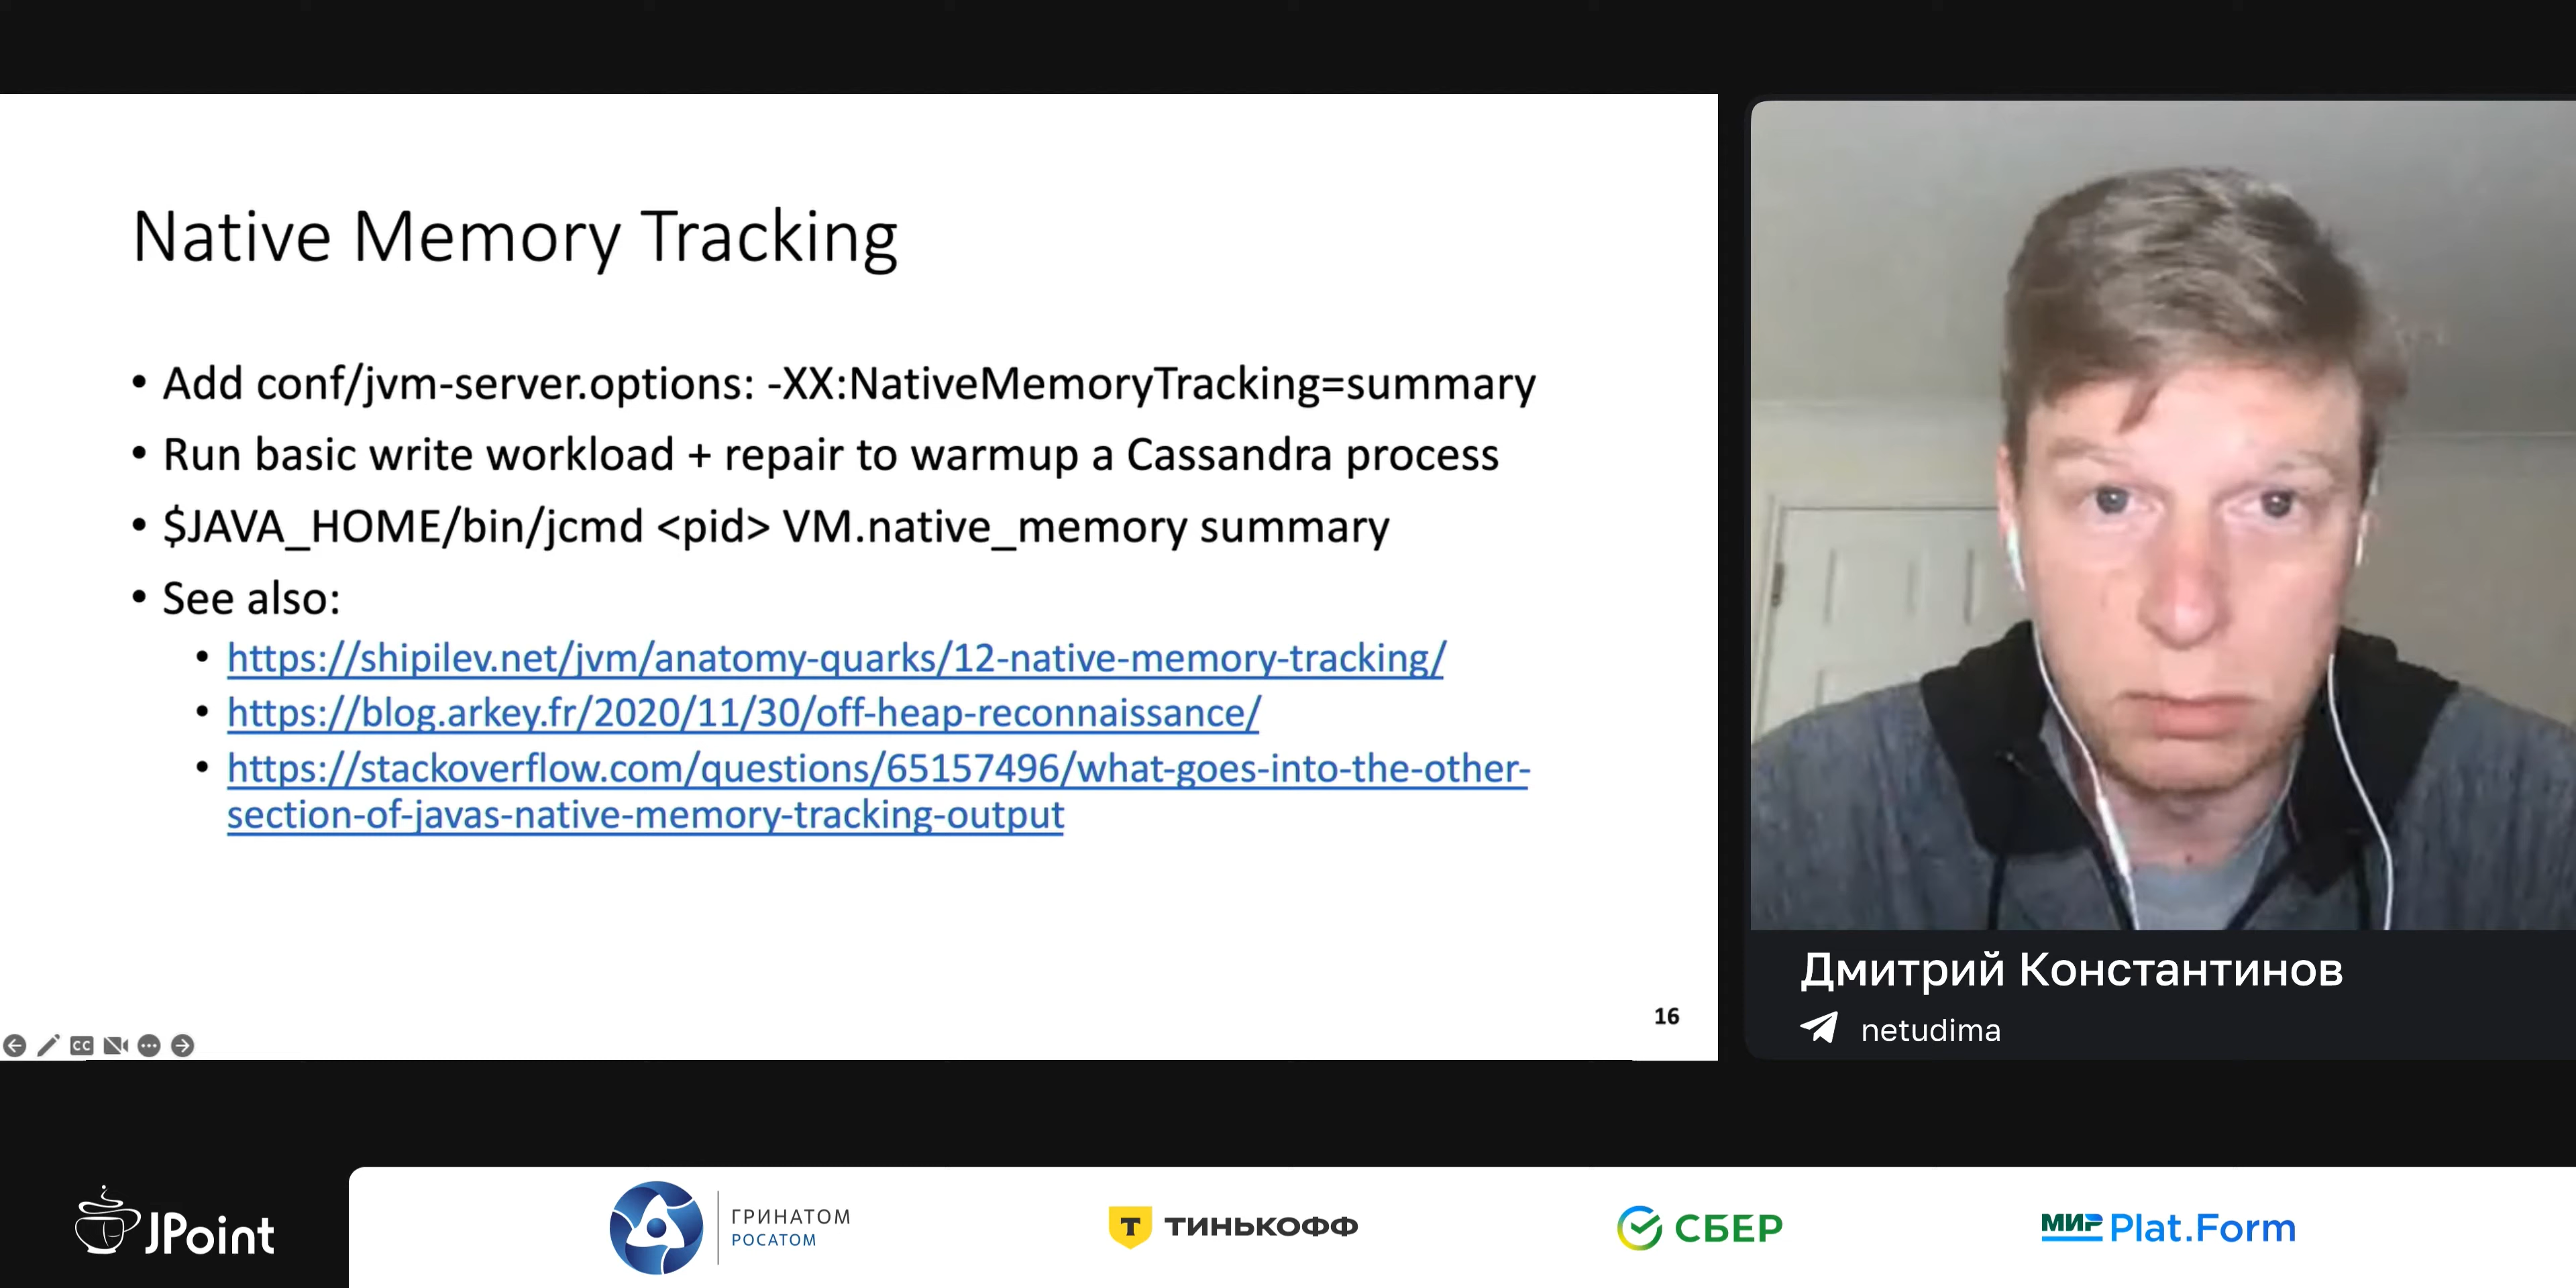 Native Memory Tracking
• Add conf/jvm-server.options: -XX:NativeMemoryTracking=summary
• Run basic write workload + repair to warmup a Cassandra process
• $JAVA_HOME/bin/jcmd <pid> VM.native_memory summary
• See also:
• https://shipilev.net/jvm/anatomy-quarks/12-native-memory-tracking/
• https://blog.arkey.fr/2020/11/30/off-heap-reconnaissance/
• https://stackoverflow.com/questions/65157496/what-goes-into-the-other-
section-of-javas-native-memory-tracking-output
16
CC
Дмитрий Константинов
netudima
JPoint
ГРИНАТОМ
РОСАТОМ
Т ТИНЬКОФФ
СБЕР
МИР Plat.Form